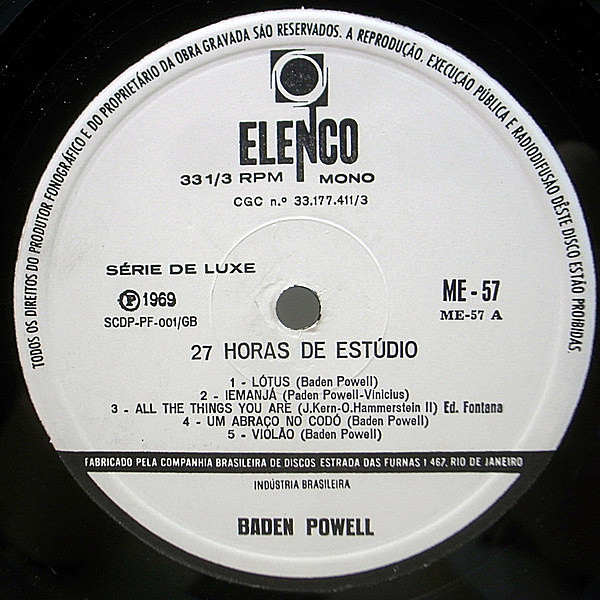 TODOS OS DIREITOS DO PRODUTOR FONOGRÁFICO E DO PROPRIETÁRIO DA OBRA GRAVADA SÃO RESERVADOS. A REPRODUÇÃO, EXECUÇÃO PÚBLICA E RADIODIFUSÃO DÊSTE DISCO ESTÃO PROIBIDAS.
ELENCO
33 1/3 RPM MONO
CGC n.º 33.177.411/3
SÉRIE DE LUXE
Ⓟ 1969
SCDP-PF-001/GB
ME - 57
ME-57 A
27 HORAS DE ESTÚDIO
1 - LÓTUS (Baden Powell)
2 - IEMANJÁ (Paden Powell-Vinicius)
3 - ALL THE THINGS YOU ARE (J.Kern-O.Hammerstein II) Ed. Fontana
4 - UM ABRAÇO NO CODÓ (Baden Powell)
5 - VIOLÃO (Baden Powell)
FABRICADO PELA COMPANHIA BRASILEIRA DE DISCOS ESTRADA DAS FURNAS 1 467, RIO DE JANEIRO
INDÚSTRIA BRASILEIRA
BADEN POWELL